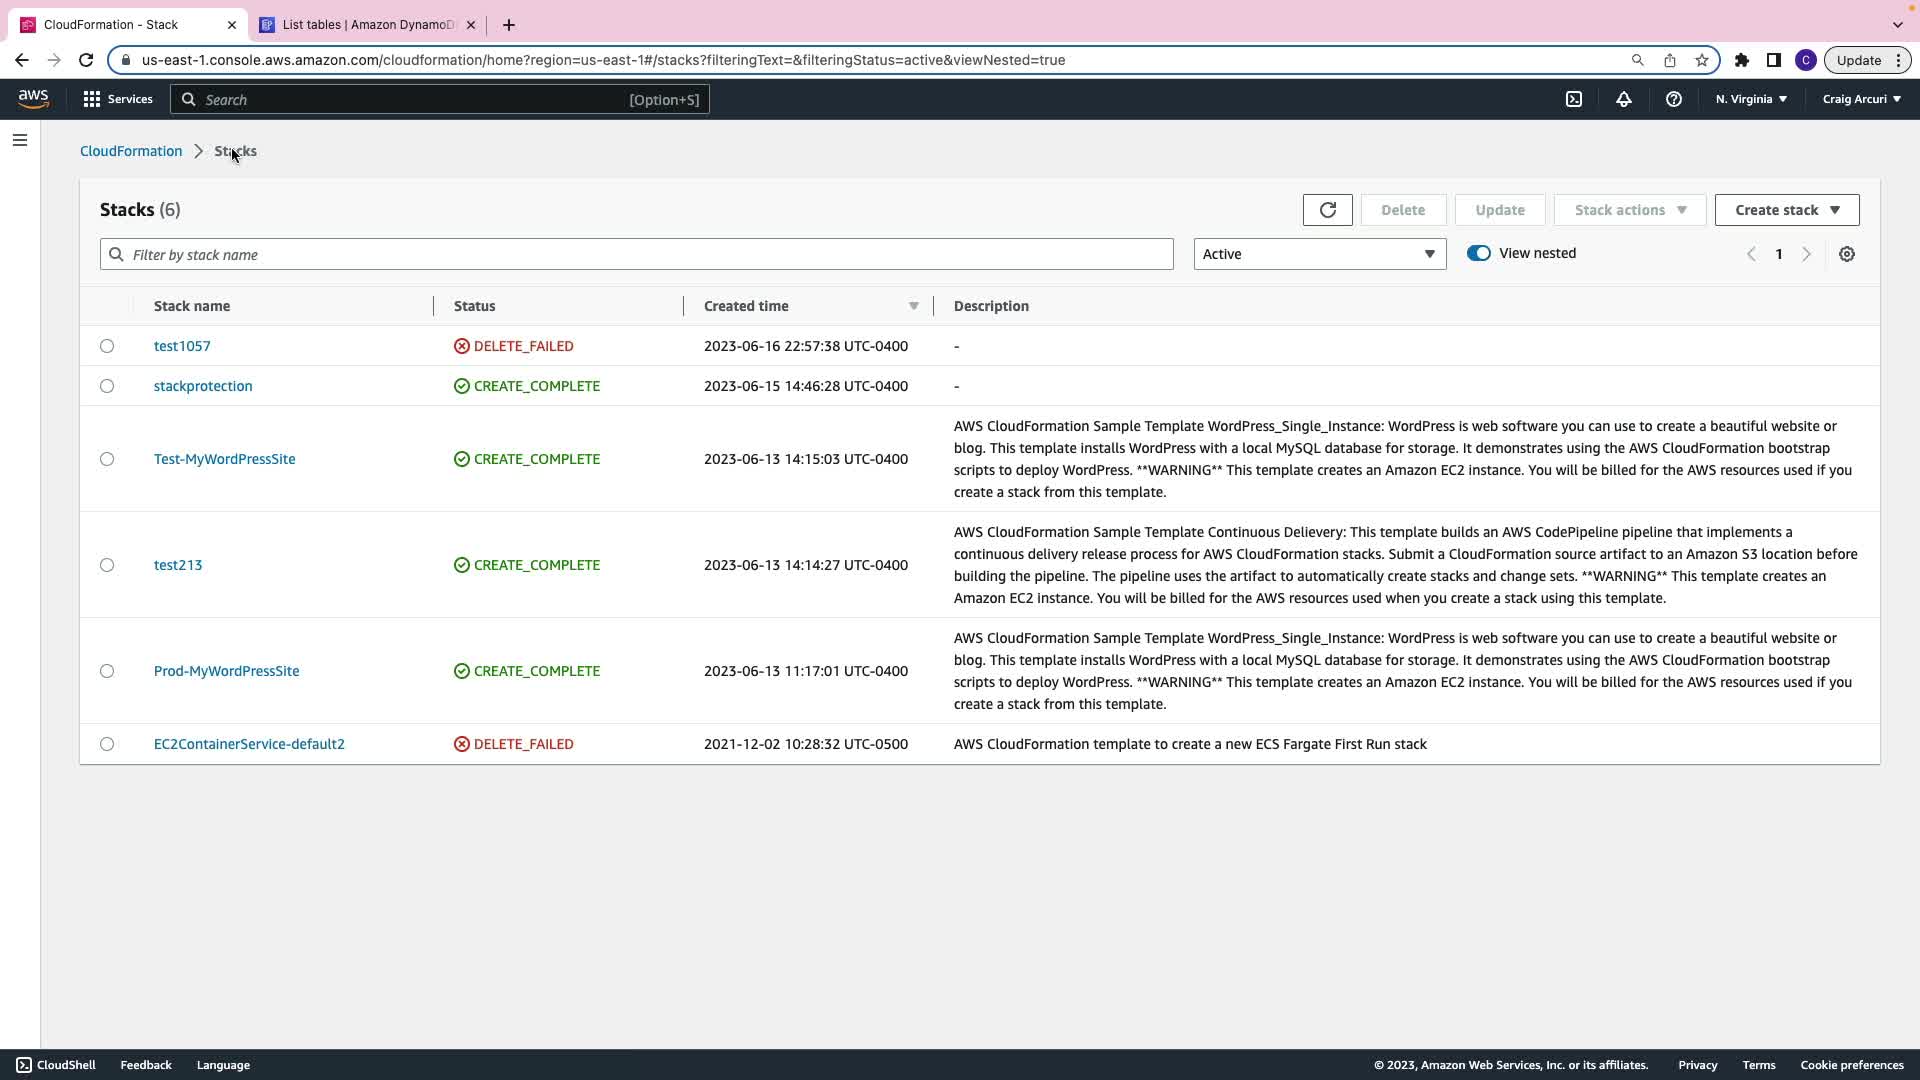 CloudFormation - Stack
List tables | Amazon DynamoD
us-east-1.console.aws.amazon.com/cloudformation/home?region=us-east-1#/stacks?filteringText=&filteringStatus=active&viewNested=true
C
Update
aws
Services
Search
[Option+S]
N. Virginia
Craig Arcuri
CloudFormation
Stacks
Stacks (6)
Delete
Update
Stack actions
Create stack
Filter by stack name
Active
View nested
1
Stack name
Status
Created time
Description
test1057
DELETE_FAILED
2023-06-16 22:57:38 UTC-0400
-
stackprotection
CREATE_COMPLETE
2023-06-15 14:46:28 UTC-0400
-
Test-MyWordPressSite
CREATE_COMPLETE
2023-06-13 14:15:03 UTC-0400
AWS CloudFormation Sample Template WordPress_Single_Instance: WordPress is web software you can use to create a beautiful website or
blog. This template installs WordPress with a local MySQL database for storage. It demonstrates using the AWS CloudFormation bootstrap
scripts to deploy WordPress. **WARNING** This template creates an Amazon EC2 instance. You will be billed for the AWS resources used if you
create a stack from this template.
test213
CREATE_COMPLETE
2023-06-13 14:14:27 UTC-0400
AWS CloudFormation Sample Template Continuous Delievery: This template builds an AWS CodePipeline pipeline that implements a
continuous delivery release process for AWS CloudFormation stacks. Submit a CloudFormation source artifact to an Amazon S3 location before
building the pipeline. The pipeline uses the artifact to automatically create stacks and change sets. **WARNING** This template creates an
Amazon EC2 instance. You will be billed for the AWS resources used when you create a stack using this template.
Prod-MyWordPressSite
CREATE_COMPLETE
2023-06-13 11:17:01 UTC-0400
AWS CloudFormation Sample Template WordPress_Single_Instance: WordPress is web software you can use to create a beautiful website or
blog. This template installs WordPress with a local MySQL database for storage. It demonstrates using the AWS CloudFormation bootstrap
scripts to deploy WordPress. **WARNING** This template creates an Amazon EC2 instance. You will be billed for the AWS resources used if you
create a stack from this template.
EC2ContainerService-default2
DELETE_FAILED
2021-12-02 10:28:32 UTC-0500
AWS CloudFormation template to create a new ECS Fargate First Run stack
CloudShell
Feedback
Language
© 2023, Amazon Web Services, Inc. or its affiliates.
Privacy
Terms
Cookie preferences